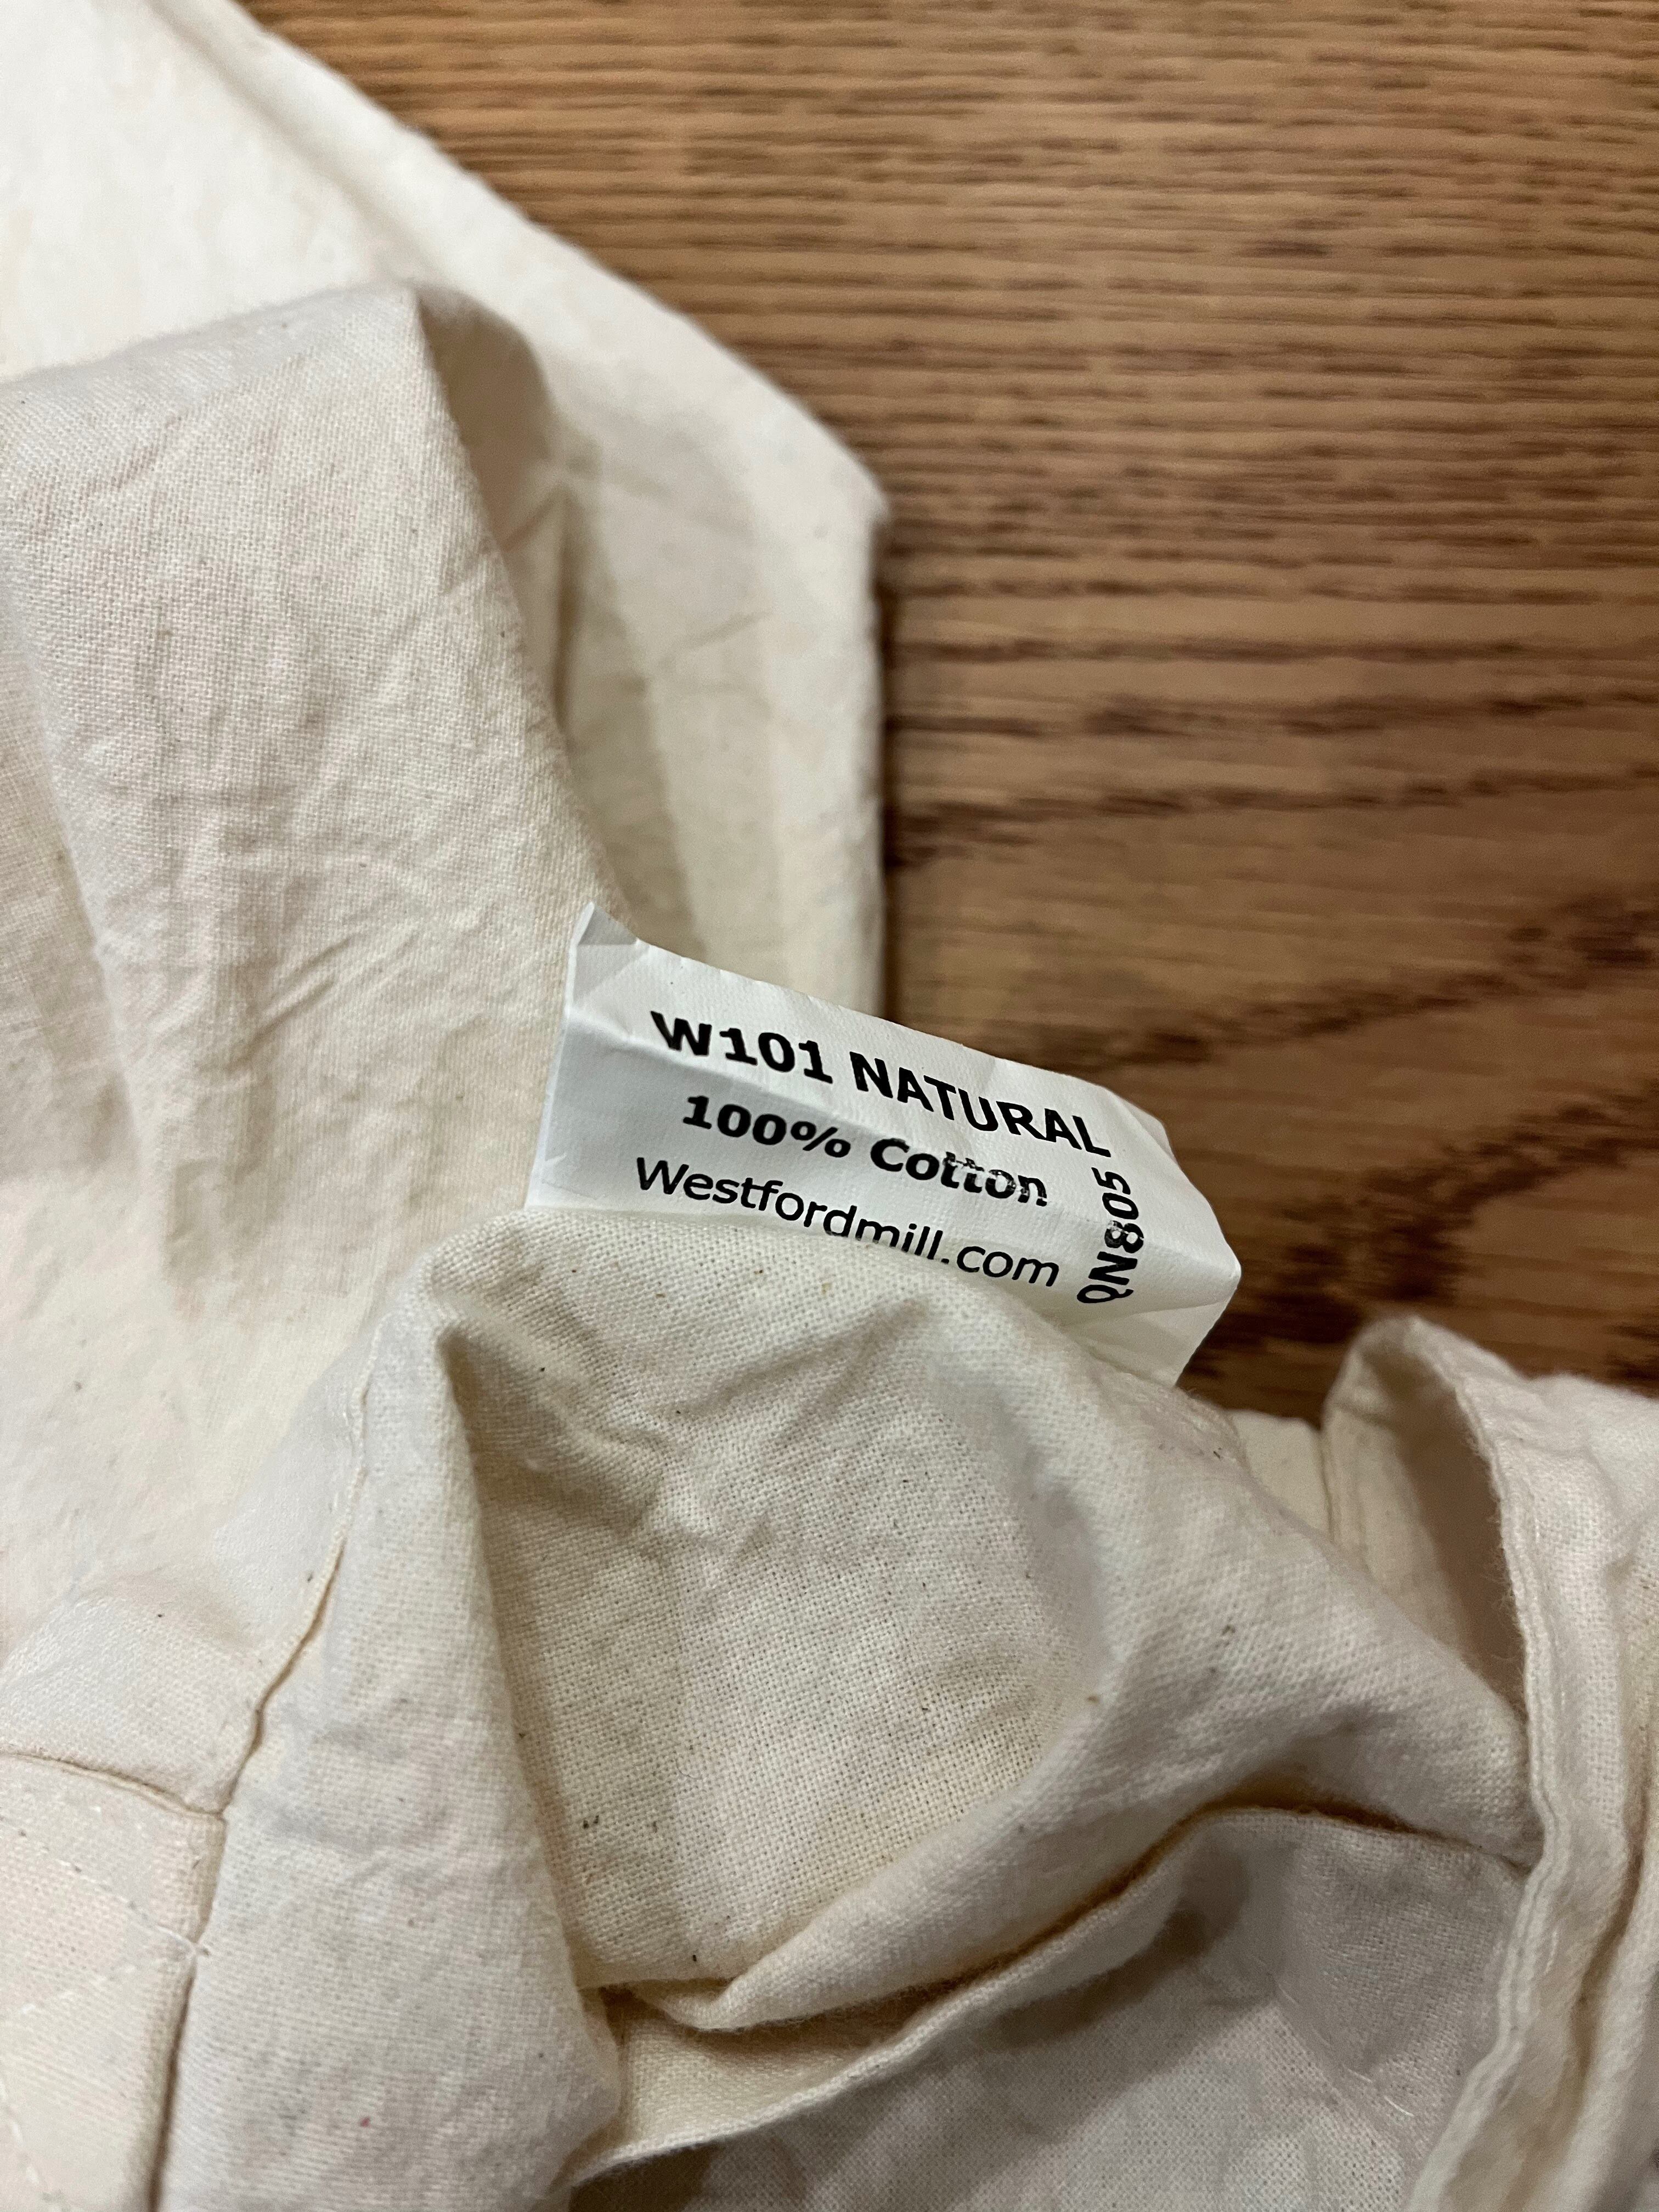 W101 NATURAL
100% Cotton
Westfordmill.com
QN805